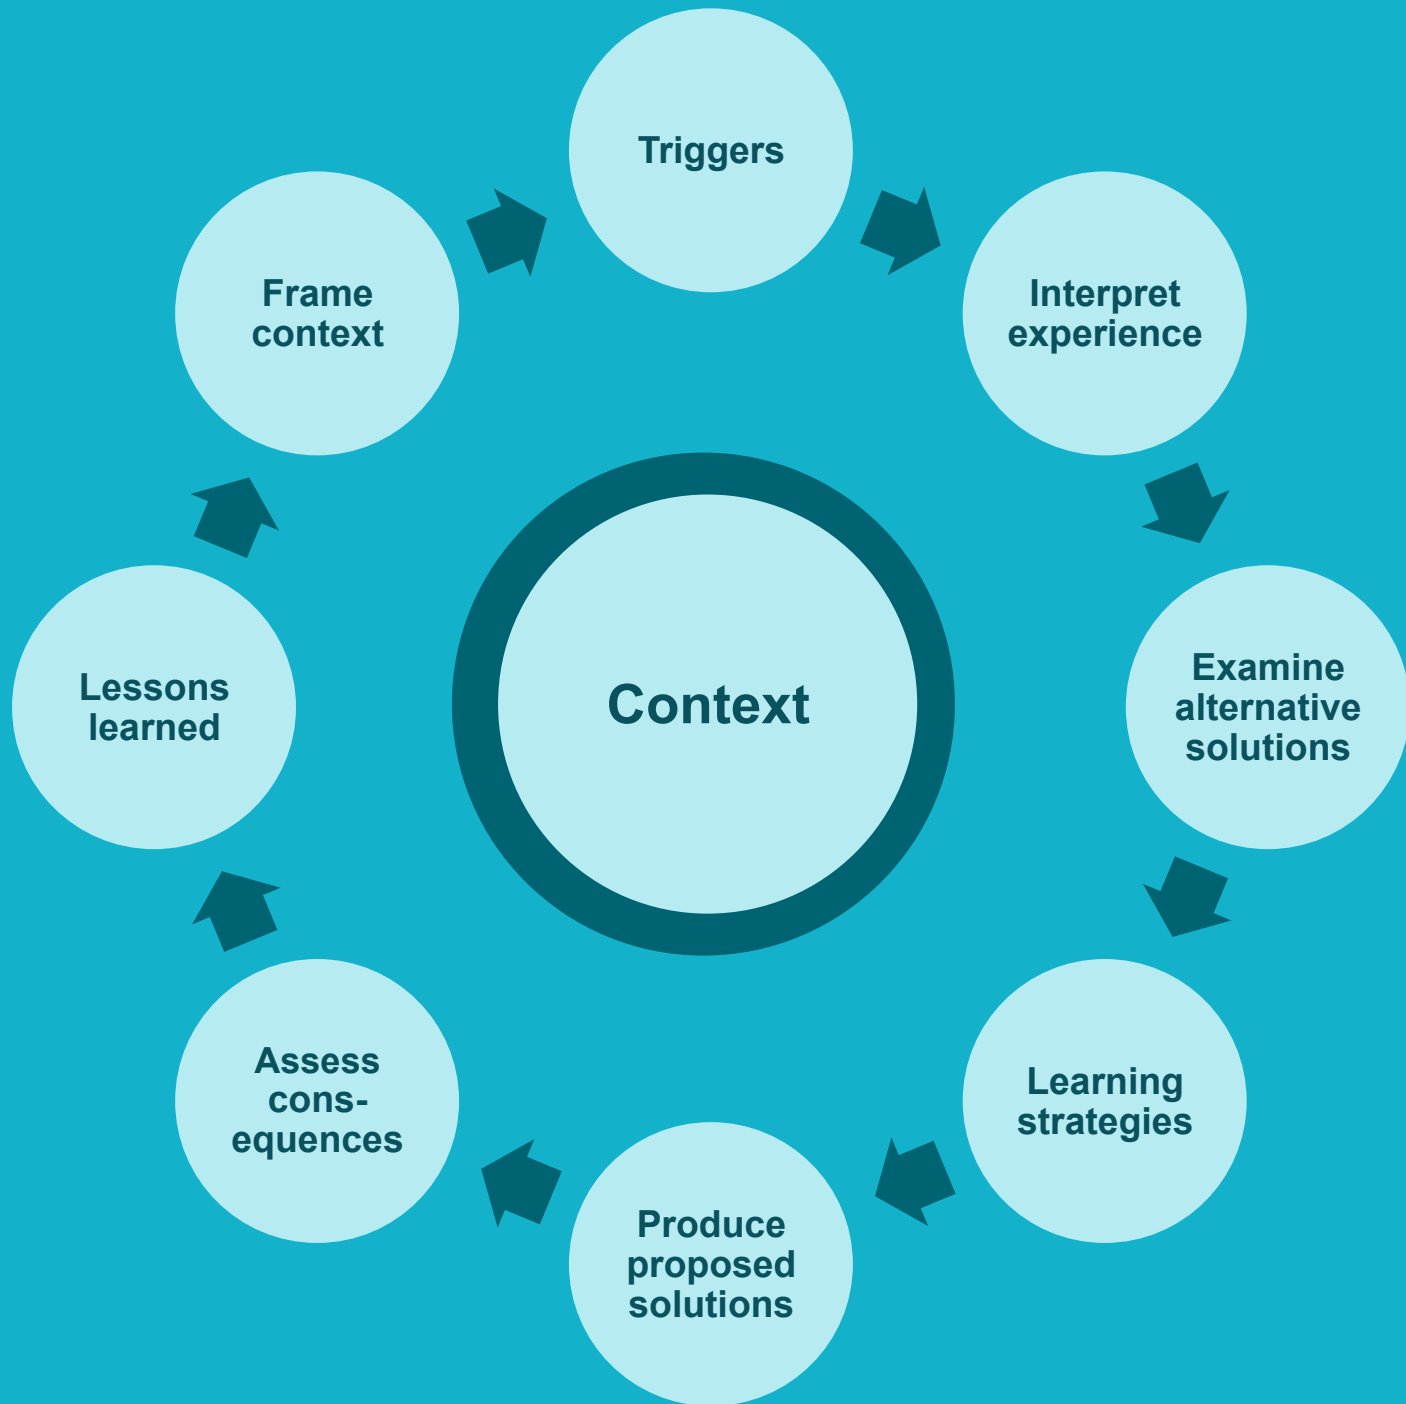 Triggers
Interpret
experience
Examine
alternative
solutions
Learning
strategies
Produce
proposed
solutions
Assess
cons-
equences
Lessons
learned
Frame
context
Context